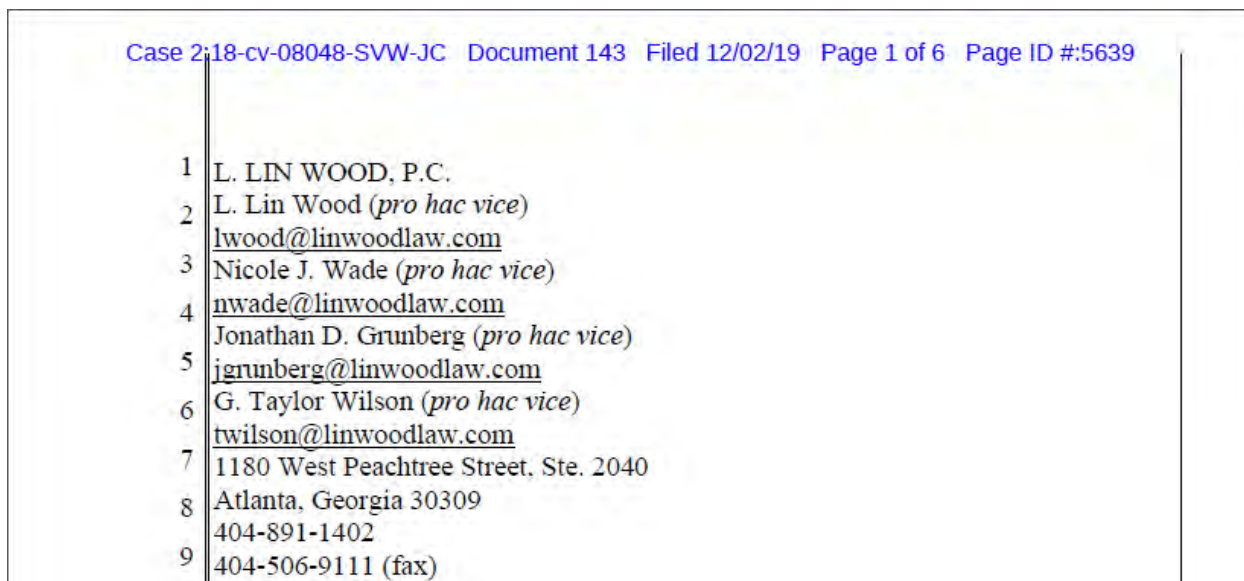 Case 2:18-cv-08048-SVW-JC Document 143 Filed 12/02/19 Page 1 of 6 Page ID #:5639
1 L. LIN WOOD, P.C.
2 L. Lin Wood (pro hac vice)
lwood@linwoodlaw.com
3 Nicole J. Wade (pro hac vice)
4 nwade@linwoodlaw.com
Jonathan D. Grunberg (pro hac vice)
5 jgrunberg@linwoodlaw.com
6 G. Taylor Wilson (pro hac vice)
twilson@linwoodlaw.com
7 1180 West Peachtree Street, Ste. 2040
8 Atlanta, Georgia 30309
404-891-1402
9 404-506-9111 (fax)